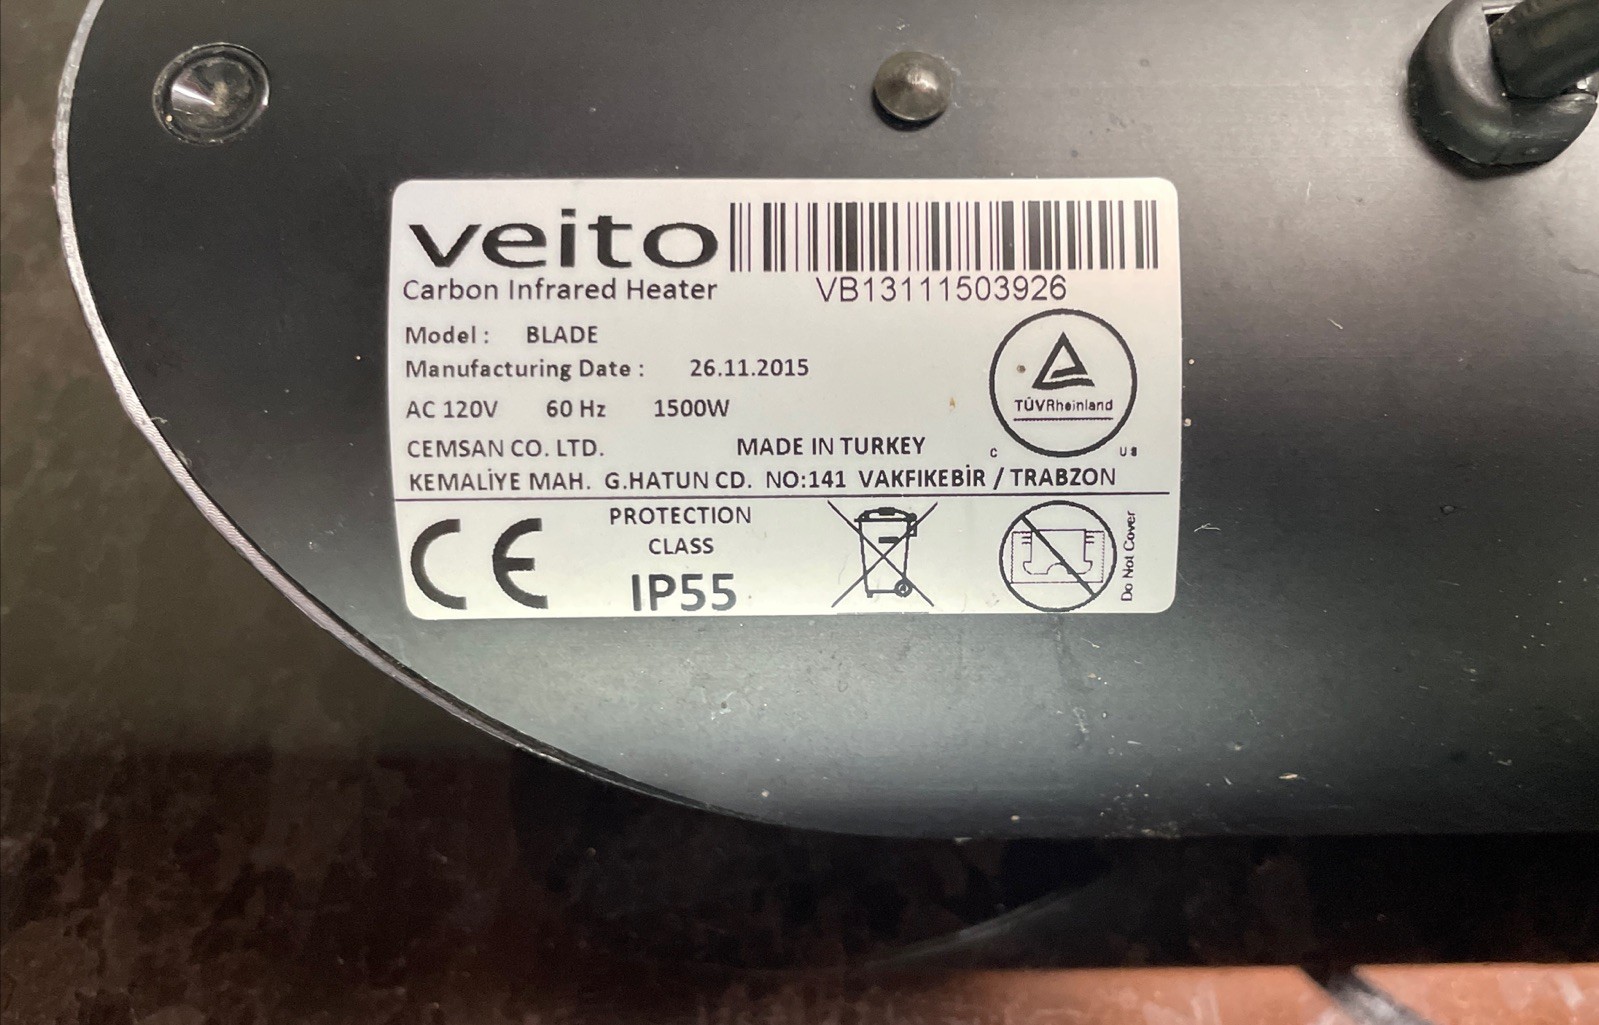 veito
VB13111503926
Carbon Infrared Heater
Model : BLADE
Manufacturing Date : 26.11.2015
AC 120V 60 Hz 1500W
TÜVRheinland
C US
CEMSAN CO. LTD. MADE IN TURKEY
KEMALİYE MAH. G.HATUN CD. NO:141 VAKFIKEBİR / TRABZON
CE
PROTECTION
CLASS
IP55
Do Not Cover